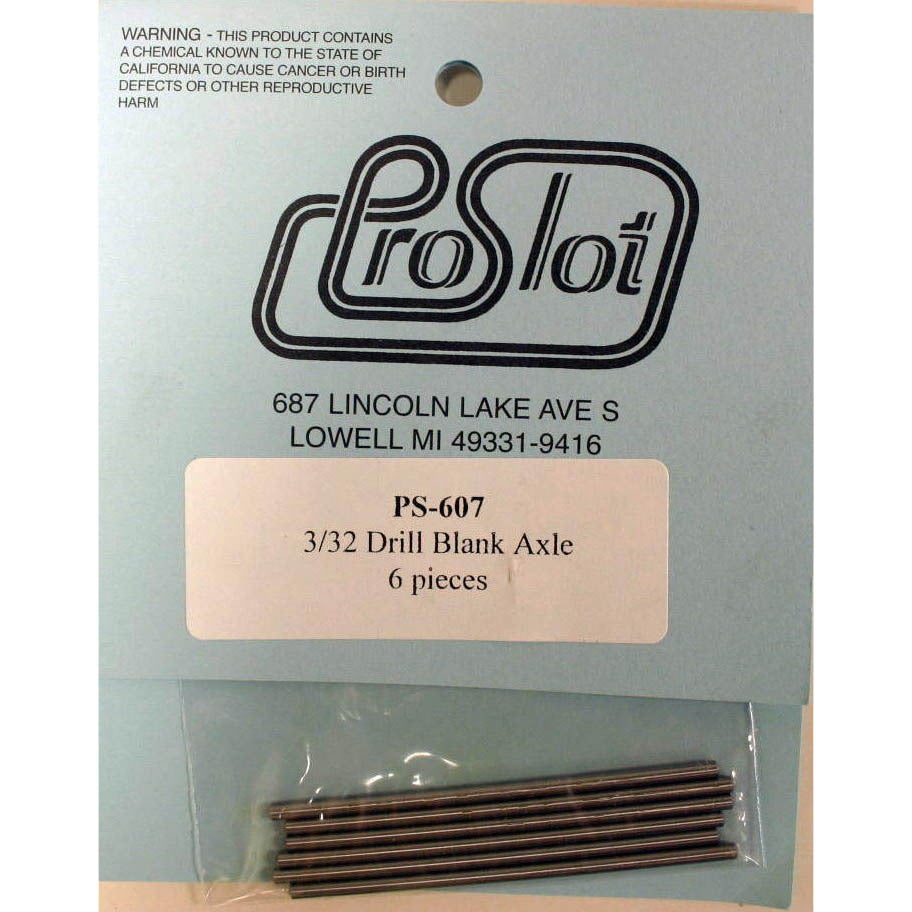 WARNING - THIS PRODUCT CONTAINS
A CHEMICAL KNOWN TO THE STATE OF
CALIFORNIA TO CAUSE CANCER OR BIRTH
DEFECTS OR OTHER REPRODUCTIVE
HARM
ProSlot
687 LINCOLN LAKE AVE S
LOWELL MI 49331-9416
PS-607
3/32 Drill Blank Axle
6 pieces